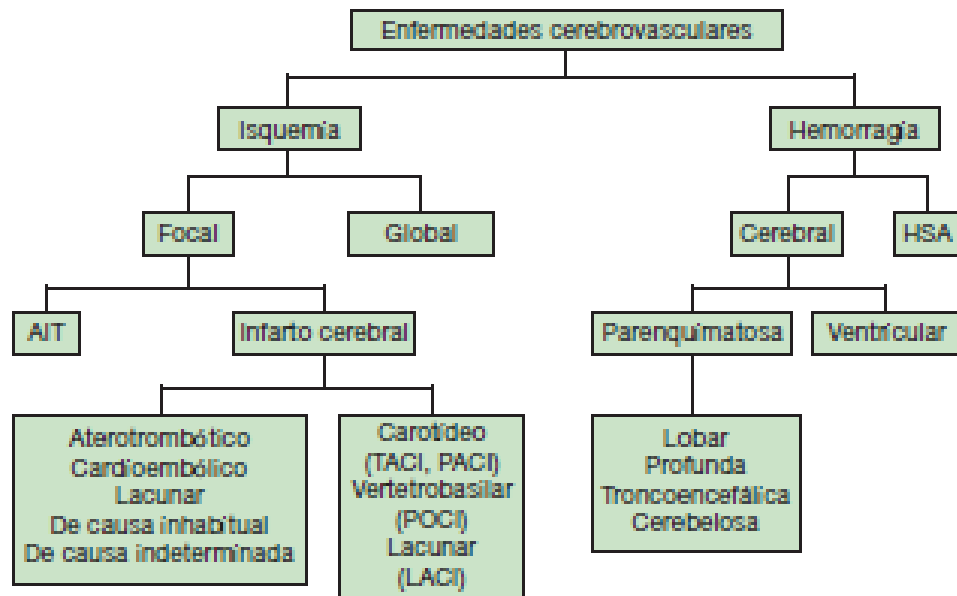 Enfermedades cerebrovasculares
Isquemia
Hemorragia
Focal
Global
Cerebral
HSA
AIT
Infarto cerebral
Parenquimatosa
Ventricular
Aterotrombótico
Cardioembólico
Lacunar
De causa inhabitual
De causa indeterminada
Carotídeo
(TACI, PACI)
Vertetrobasilar
(POCI)
Lacunar
(LACI)
Lobar
Profunda
Troncoencefálica
Cerebelosa